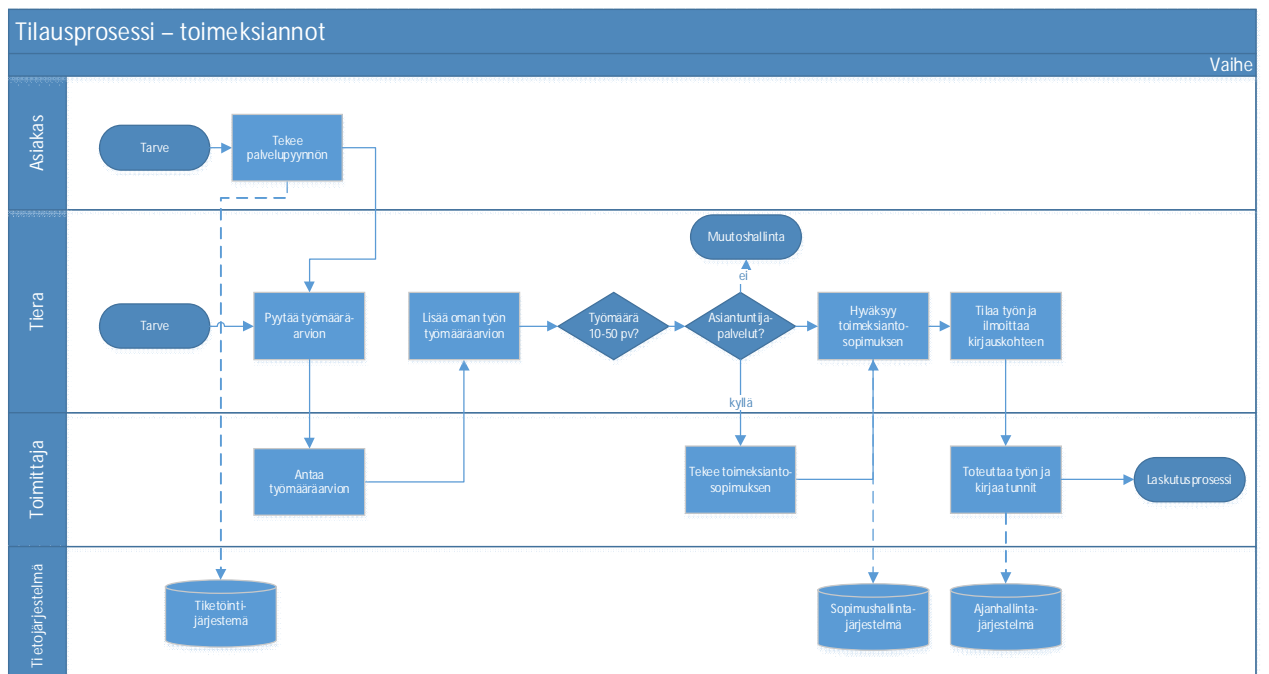 Tilausprosessi – toimeksiannot
Vaihe
Asiakas
Tarve
Tekee
palvelupyynnön
Tiera
Muutoshallinta
ei
Tarve
Pyytää työmäärä-
arvion
Lisää oman työn
työmääräarvion
Työmäärä
10-50 pv?
Asiantuntija-
palvelut?
Hyväksyy
toimeksianto-
sopimuksen
Tilaa työn ja
ilmoittaa
kirjauskohteen
kyllä
Toimittaja
Antaa
työmääräarvion
Tekee toimeksianto-
sopimuksen
Toteuttaa työn ja
kirjaa tunnit
Laskutusprosessi
Tietojärjestelmä
Tiketöinti-
järjestemä
Sopimushallinta-
järjestelmä
Ajanhallinta-
järjestelmä